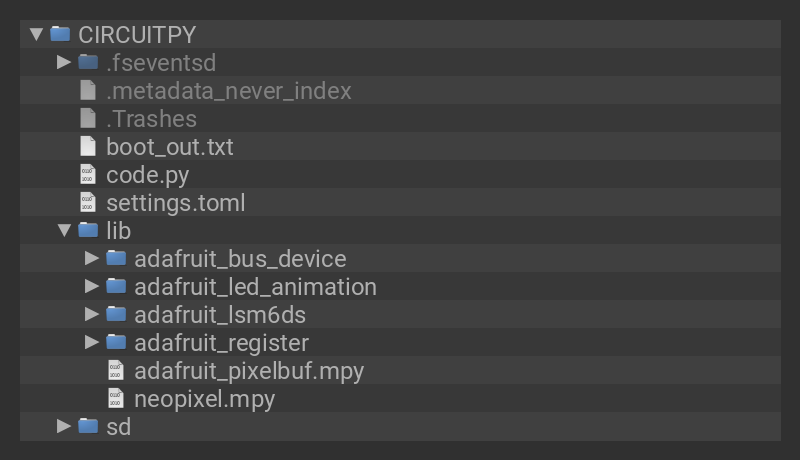 CIRCUITPY
.fseventsd
.metadata_never_index
.Trashes
boot_out.txt
code.py
settings.toml
lib
adafruit_bus_device
adafruit_led_animation
adafruit_lsm6ds
adafruit_register
adafruit_pixelbuf.mpy
neopixel.mpy
sd